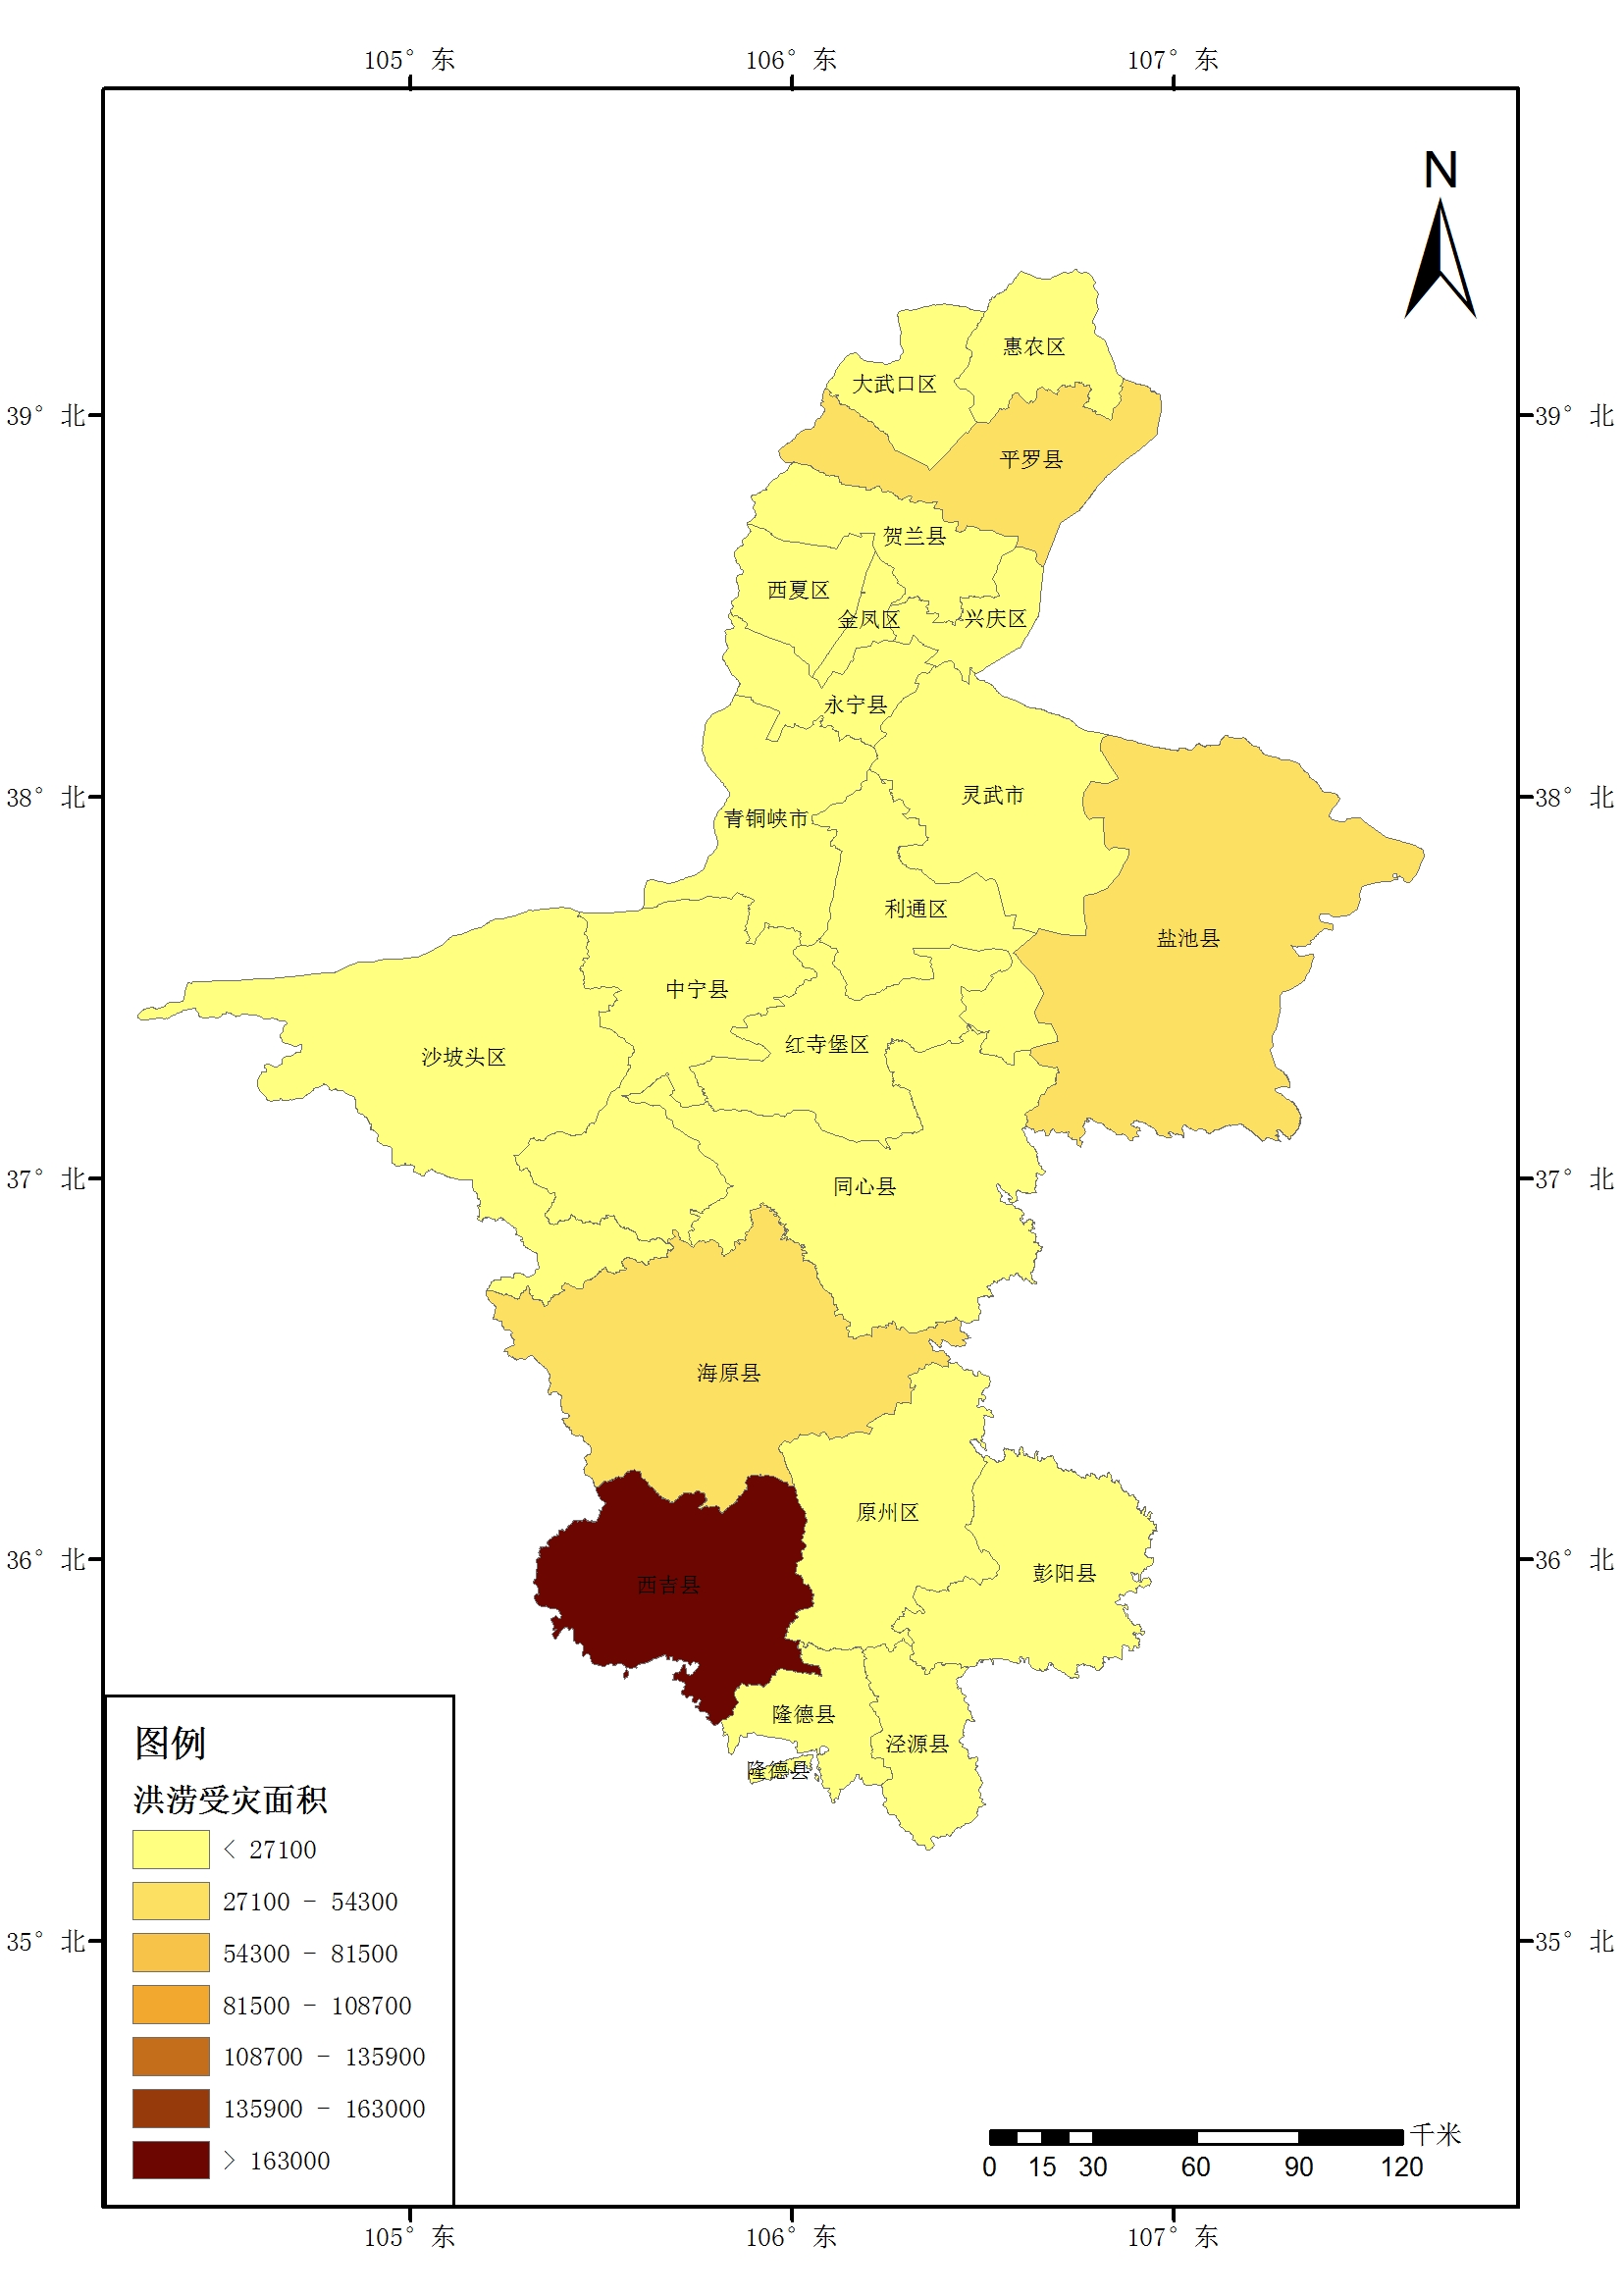 105° 东
106° 东
107° 东
N
惠农区
大武口区
39° 北
39° 北
平罗县
贺兰县
西夏区
金凤区
兴庆区
永宁县
38° 北
38° 北
灵武市
青铜峡市
利通区
盐池县
中宁县
红寺堡区
沙坡头区
37° 北
37° 北
同心县
海原县
原州区
36° 北
36° 北
彭阳县
西吉县
隆德县
泾源县
隆德县
图例
洪涝受灾面积
< 27100
27100 - 54300
35° 北
35° 北
54300 - 81500
81500 - 108700
108700 - 135900
135900 - 163000
> 163000
千米
0 15 30 60 90 120
105° 东
106° 东
107° 东